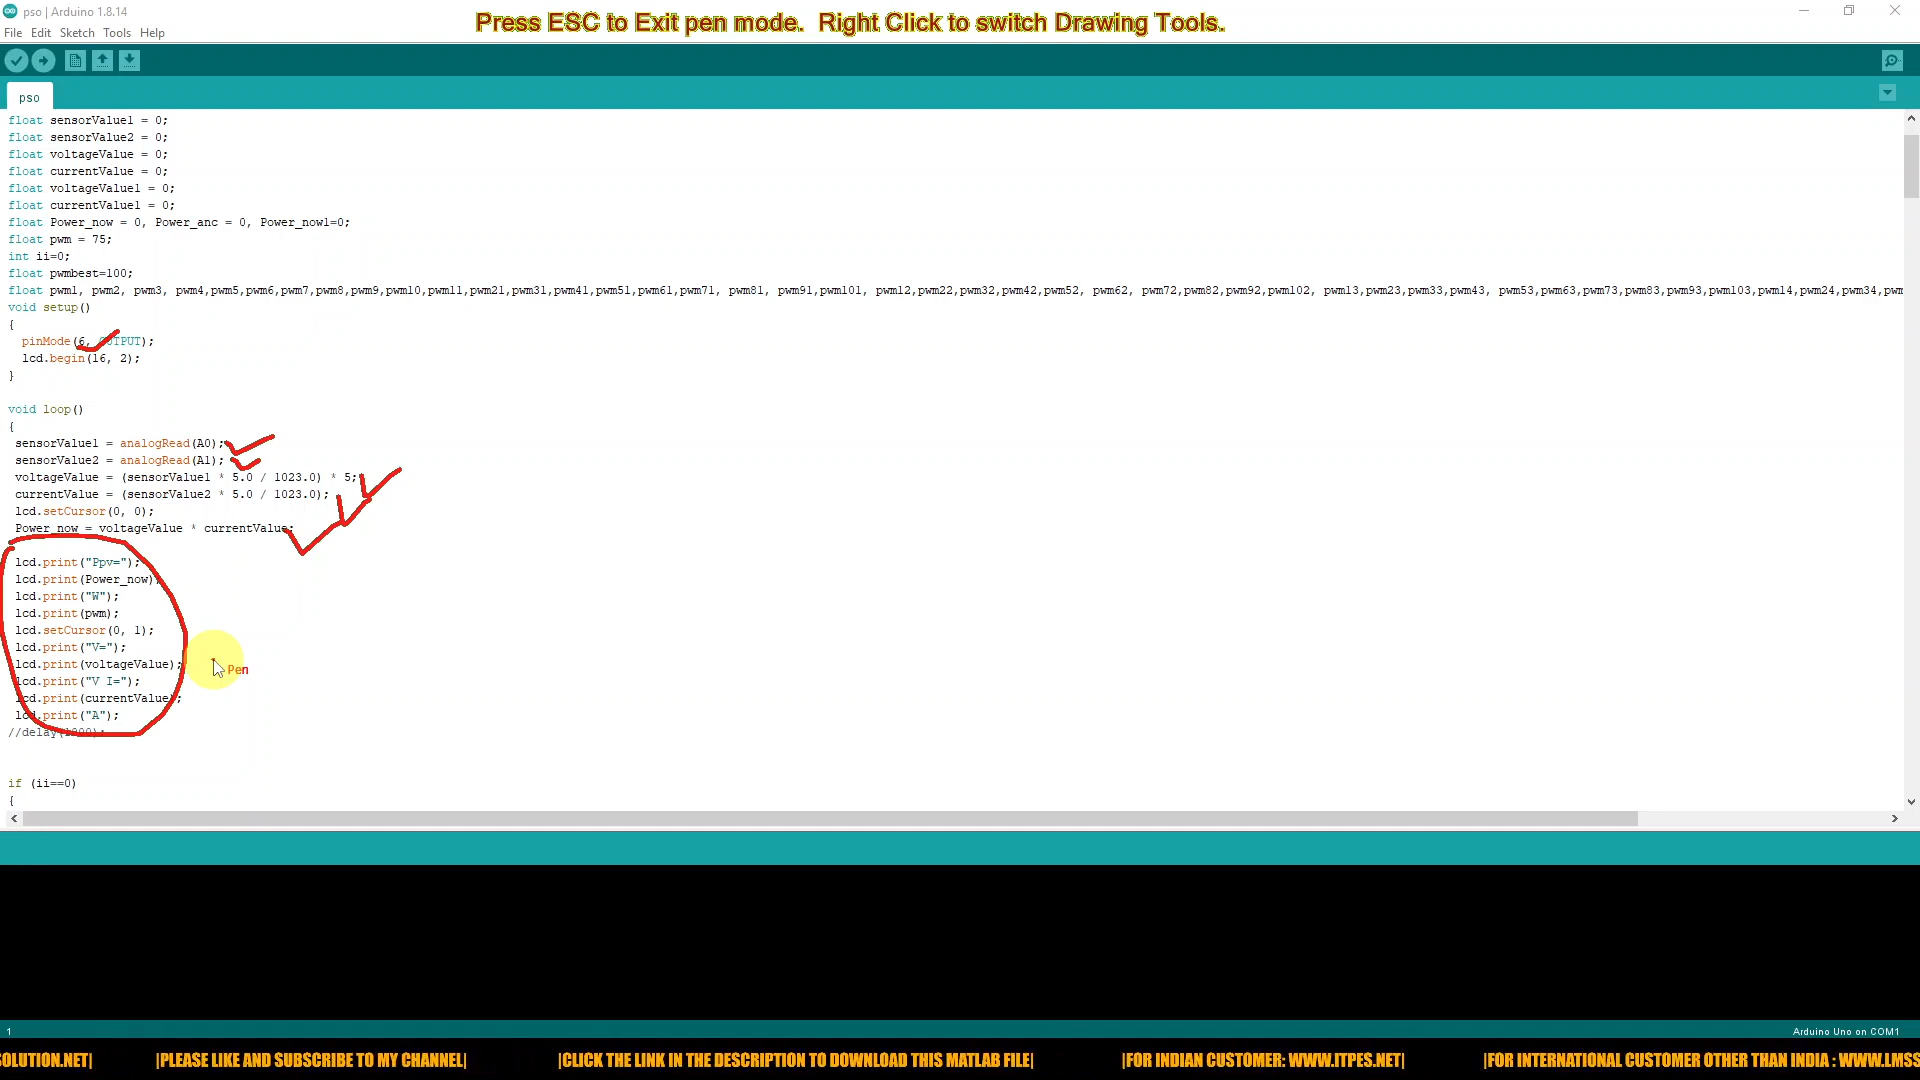 pso | Arduino 1.8.14
Press ESC to Exit pen mode. Right Click to switch Drawing Tools.
File Edit Sketch Tools Help
pso
float sensorValue1 = 0;
float sensorValue2 = 0;
float voltageValue = 0;
float currentValue = 0;
float voltageValue1 = 0;
float currentValue1 = 0;
float Power_now = 0, Power_anc = 0, Power_now1=0;
float pwm = 75;
int ii=0;
float pwmbest=100;
float pwm1, pwm2, pwm3, pwm4,pwm5,pwm6,pwm7,pwm8,pwm9,pwm10,pwm11,pwm21,pwm31,pwm41,pwm51,pwm61,pwm71, pwm81, pwm91,pwm101, pwm12,pwm22,pwm32,pwm42,pwm52, pwm62, pwm72,pwm82,pwm92,pwm102, pwm13,pwm23,pwm33,pwm43, pwm53,pwm63,pwm73,pwm83,pwm93,pwm103,pwm14,pwm24,pwm34,pwm
void setup()
{
pinMode(6, OUTPUT);
lcd.begin(16, 2);
}
void loop()
{
sensorValue1 = analogRead(A0);
sensorValue2 = analogRead(A1);
voltageValue = (sensorValue1 * 5.0 / 1023.0) * 5;
currentValue = (sensorValue2 * 5.0 / 1023.0);
lcd.setCursor(0, 0);
Power_now = voltageValue * currentValue;
lcd.print("Ppv=");
lcd.print(Power_now);
lcd.print("W");
lcd.print(pwm);
lcd.setCursor(0, 1);
lcd.print("V=");
lcd.print(voltageValue);
Pen
lcd.print("V I=");
lcd.print(currentValue);
lcd.print("A");
//delay(1000);
if (ii==0)
{
1
Arduino Uno on COM1
SOLUTION.NET| |PLEASE LIKE AND SUBSCRIBE TO MY CHANNEL| |CLICK THE LINK IN THE DESCRIPTION TO DOWNLOAD THIS MATLAB FILE| |FOR INDIAN CUSTOMER: WWW.ITPES.NET| |FOR INTERNATIONAL CUSTOMER OTHER THAN INDIA : WWW.LMSS